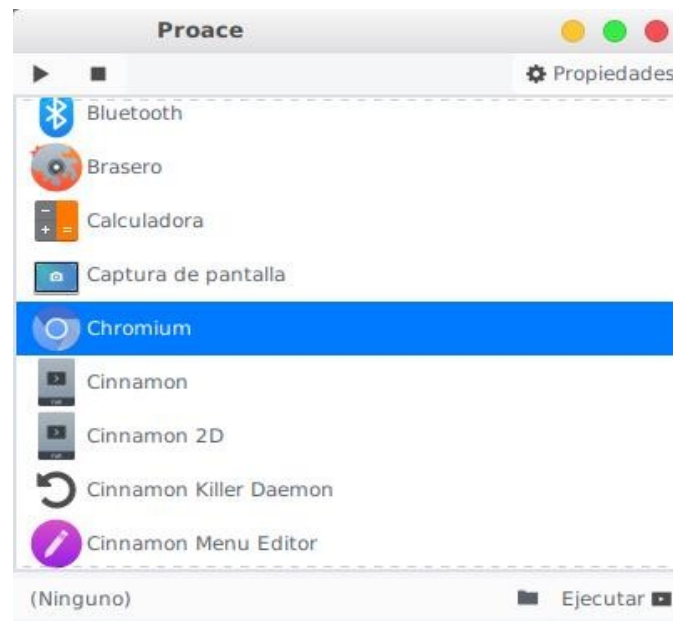 Proace
Propiedades
Bluetooth
Brasero
Calculadora
Captura de pantalla
Chromium
Cinnamon
Cinnamon 2D
Cinnamon Killer Daemon
Cinnamon Menu Editor
(Ninguno) Ejecutar